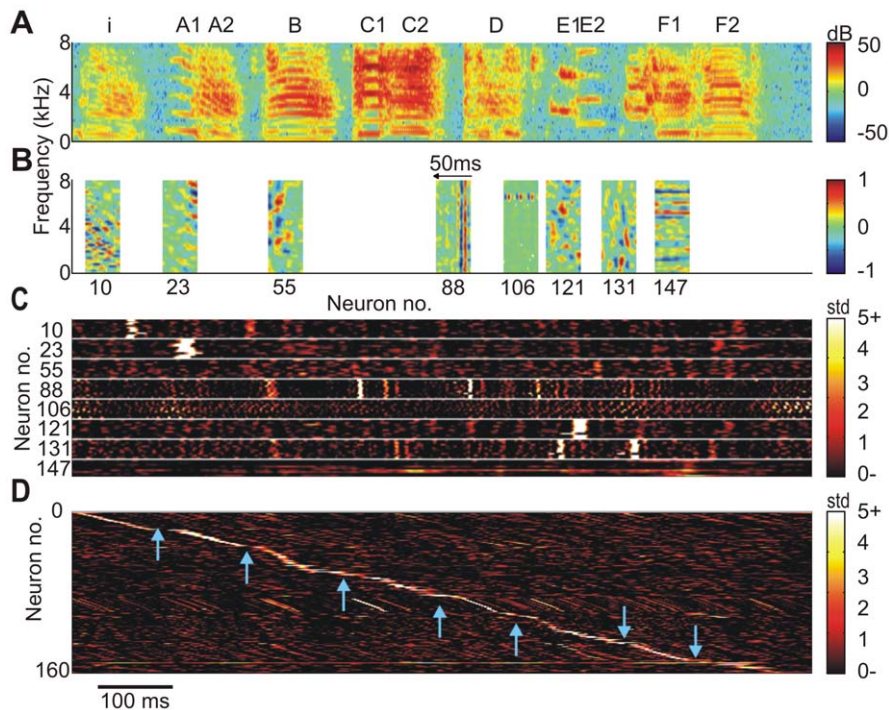 A
i A1 A2 B C1 C2 D E1 E2 F1 F2
dB
8
4
0
Frequency (kHz)
50
0
-50
B
50ms
8
4
0
1
0
-1
10 23 55 88 106 121 131 147
Neuron no.
C
std
10
23
55
88
106
121
131
147
Neuron no.
5+
4
3
2
1
0-
D
std
0
160
Neuron no.
5+
4
3
2
1
0-
100 ms